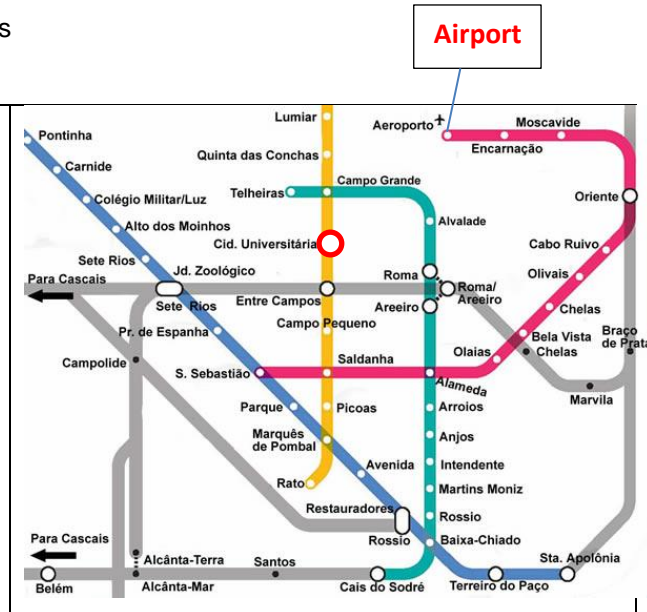 s
Airport
Lumiar
Aeroporto
Moscavide
Encarnação
Pontinha
Quinta das Conchas
Carnide
Telheiras
Campo Grande
Oriente
Colégio Militar/Luz
Alvalade
Alto dos Moinhos
Cid. Universitária
Cabo Ruivo
Sete Rios
Jd. Zoológico
Roma
Olivais
Para Cascais
Entre Campos
Roma/
Areeiro
Sete Rios
Areeiro
Chelas
Pr. de Espanha
Campo Pequeno
Bela Vista
Braço
de Prata
Campolide
Saldanha
Olaias
Chelas
S. Sebastião
Alameda
Marvila
Parque
Picoas
Arroios
Marquês
de Pombal
Anjos
Avenida
Intendente
Rato
Martins Moniz
Restauradores
Rossio
Rossio
Baixa-Chiado
Para Cascais
Alcânta-Terra
Santos
Sta. Apolônia
Belém
Alcânta-Mar
Cais do Sodré
Terreiro do Paço